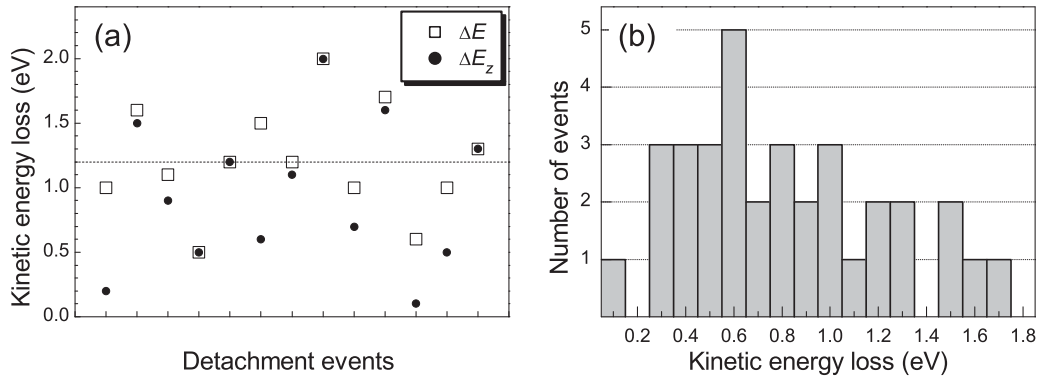 (a)
ΔE
ΔE_z
Kinetic energy loss (eV)
2.0
1.5
1.0
0.5
0.0
Detachment events
(b)
Number of events
5
4
3
2
1
0.2 0.4 0.6 0.8 1.0 1.2 1.4 1.6 1.8
Kinetic energy loss (eV)